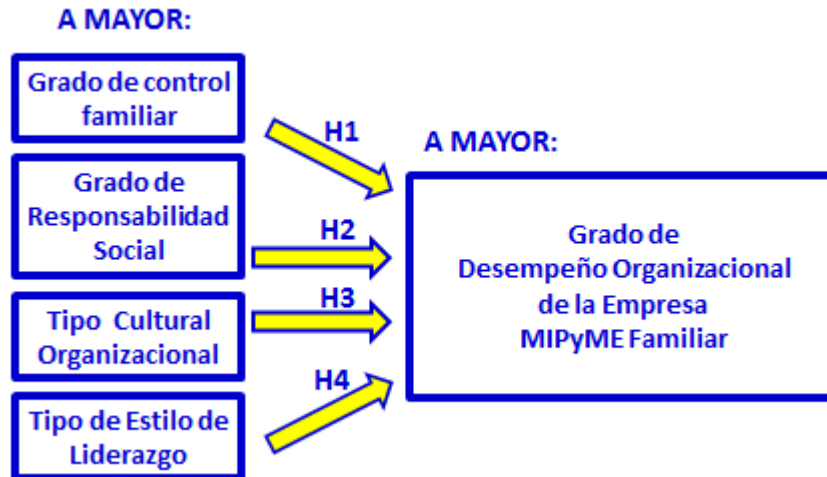 A MAYOR:
Grado de control
familiar
H1
Grado de
Responsabilidad
Social
H2
Tipo Cultural
Organizacional
H3
Tipo de Estilo de
Liderazgo
H4
A MAYOR:
Grado de
Desempeño Organizacional
de la Empresa
MIPyME Familiar